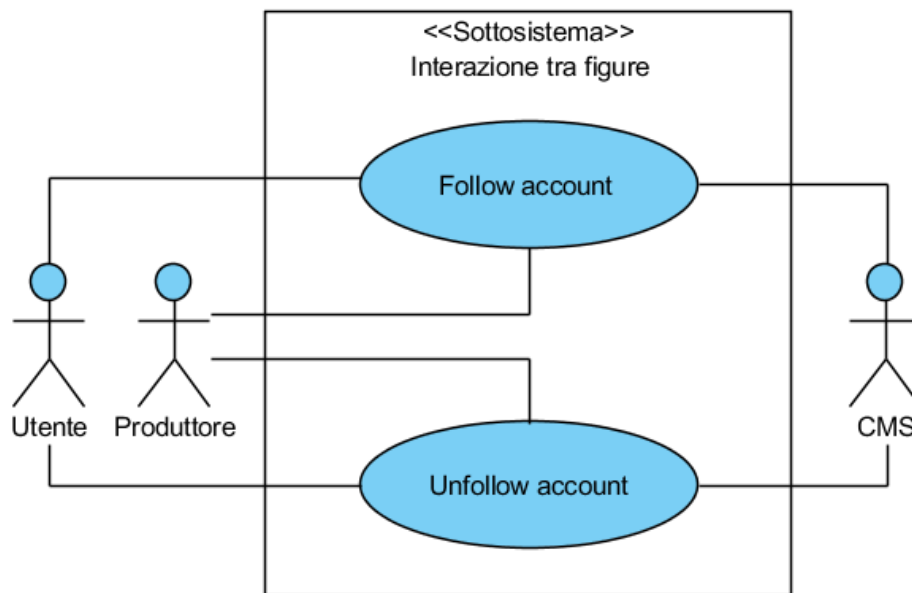 <<Sottosistema>>
Interazione tra figure
Follow account
Utente
Produttore
CMS
Unfollow account